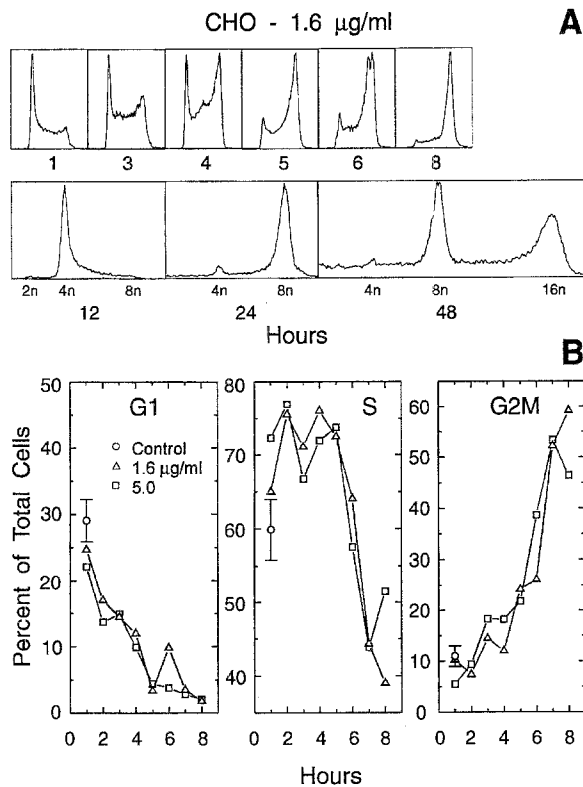 CHO - 1.6 µg/ml
A
1 3 4 5 6 8
2n 4n 8n 4n 8n 4n 8n 16n
12 24 48
Hours
B
Percent of Total Cells
50
40
30
20
10
0
G1
Control
1.6 µg/ml
5.0
0 2 4 6 8
80
70
60
50
40
S
0 2 4 6 8
60
50
40
30
20
10
0
G2M
0 2 4 6 8
Hours